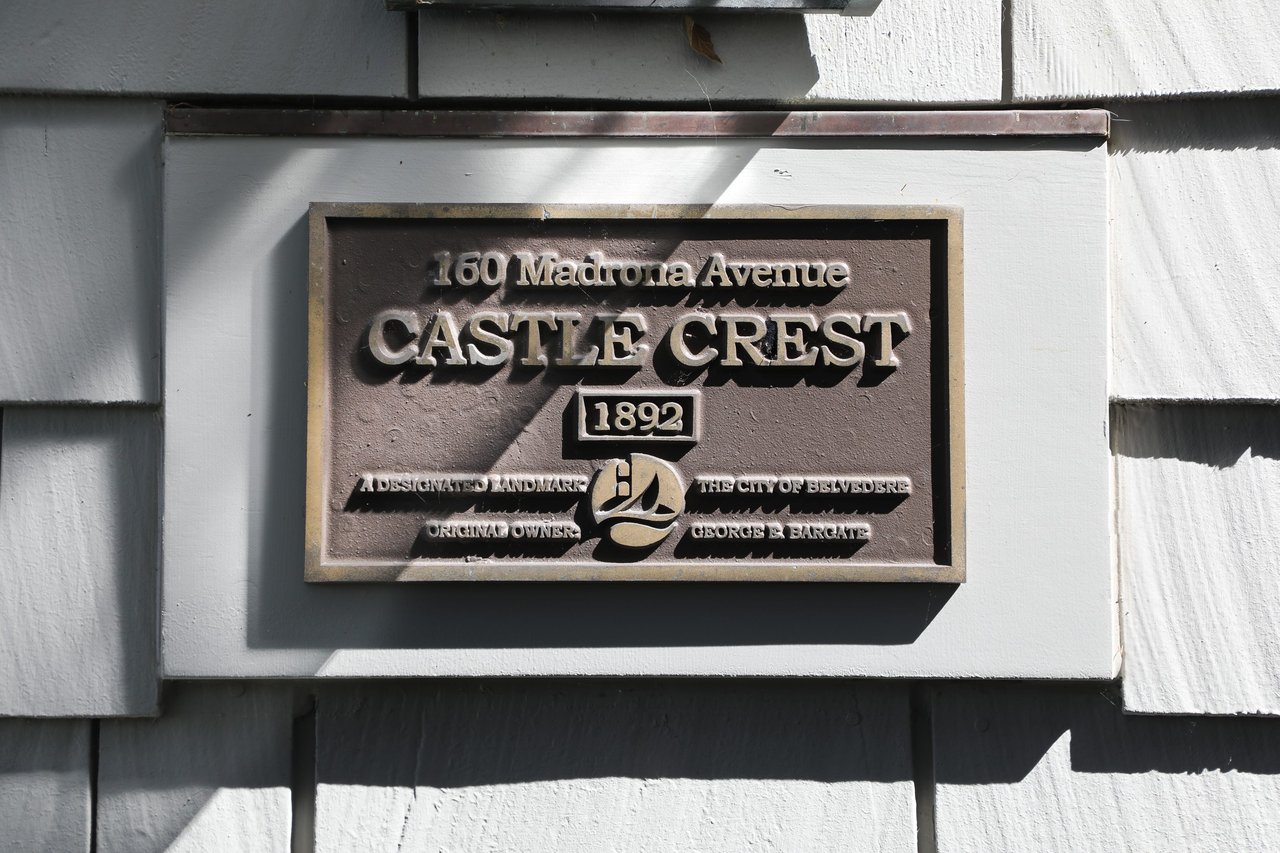 160 Madrona Avenue
CASTLE CREST
1892
A DESIGNATED LANDMARK THE CITY OF BELVEDERE
ORIGINAL OWNER: GEORGE E. BARGATE